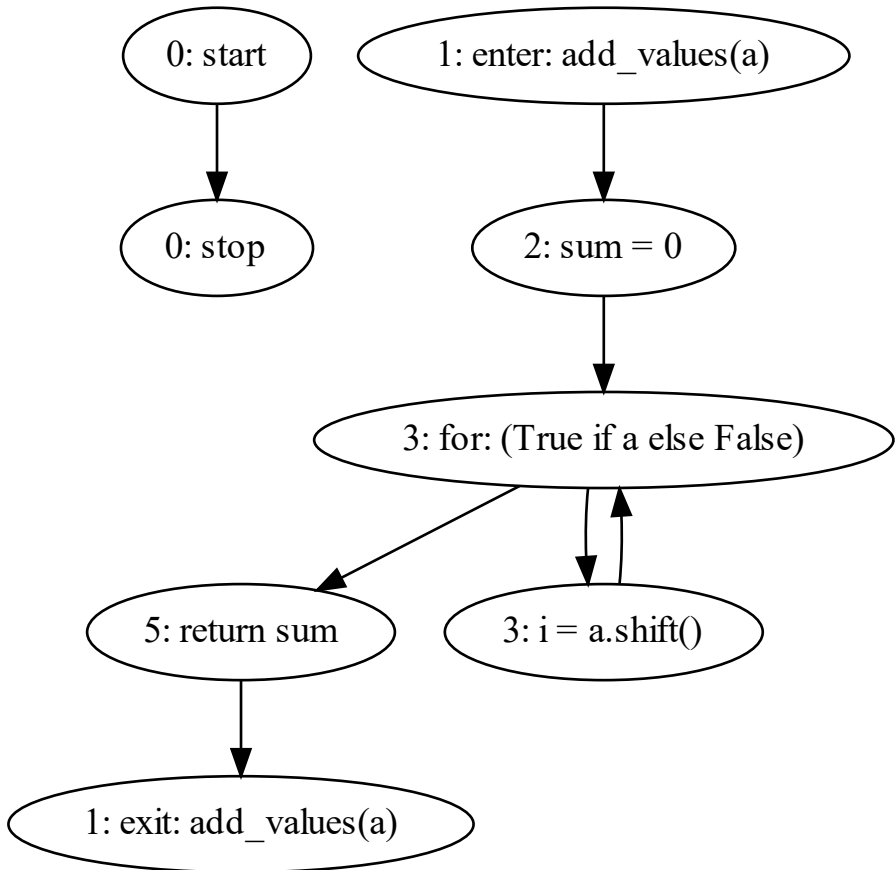 0: start
1: enter: add_values(a)
0: stop
2: sum = 0
3: for: (True if a else False)
5: return sum
3: i = a.shift()
1: exit: add_values(a)